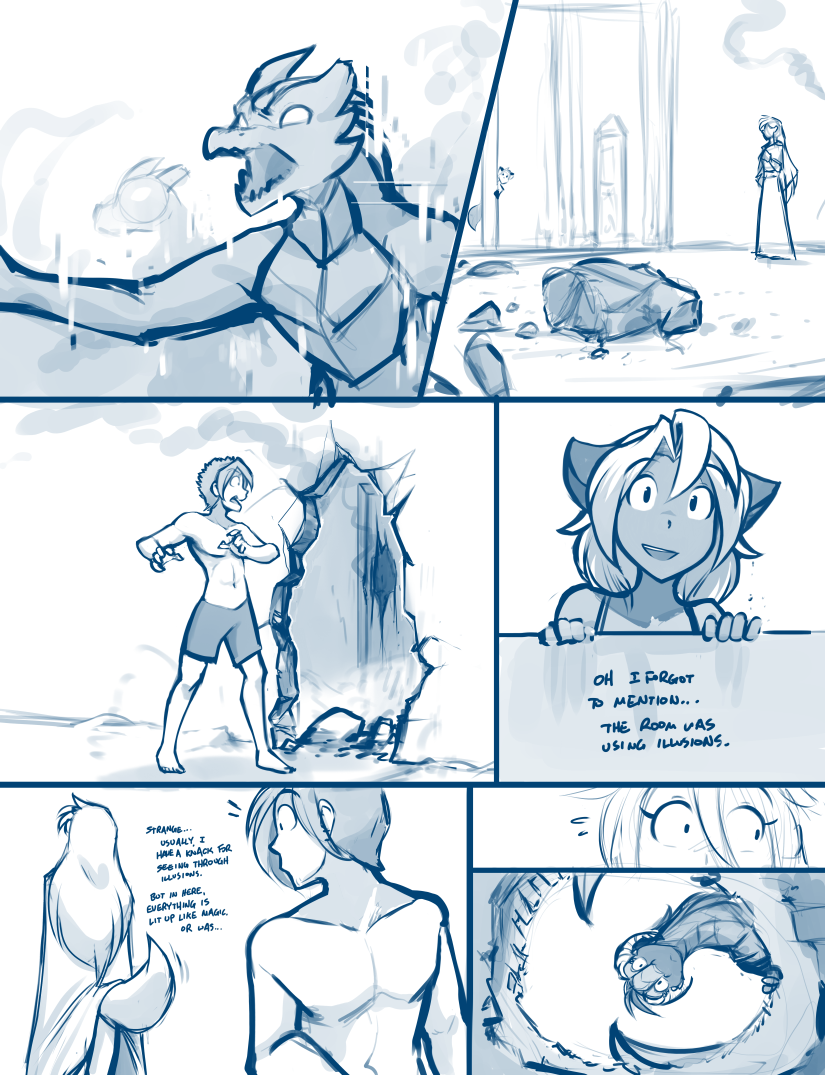 OH I FORGOT
TO MENTION...
THE ROOM WAS
USING ILLUSIONS.
STRANGE...
USUALLY, I
HAVE A KNACK FOR
SEEING THROUGH
ILLUSIONS.
BUT IN HERE,
EVERYTHING IS
LIT UP LIKE MAGIC.
OR WAS...